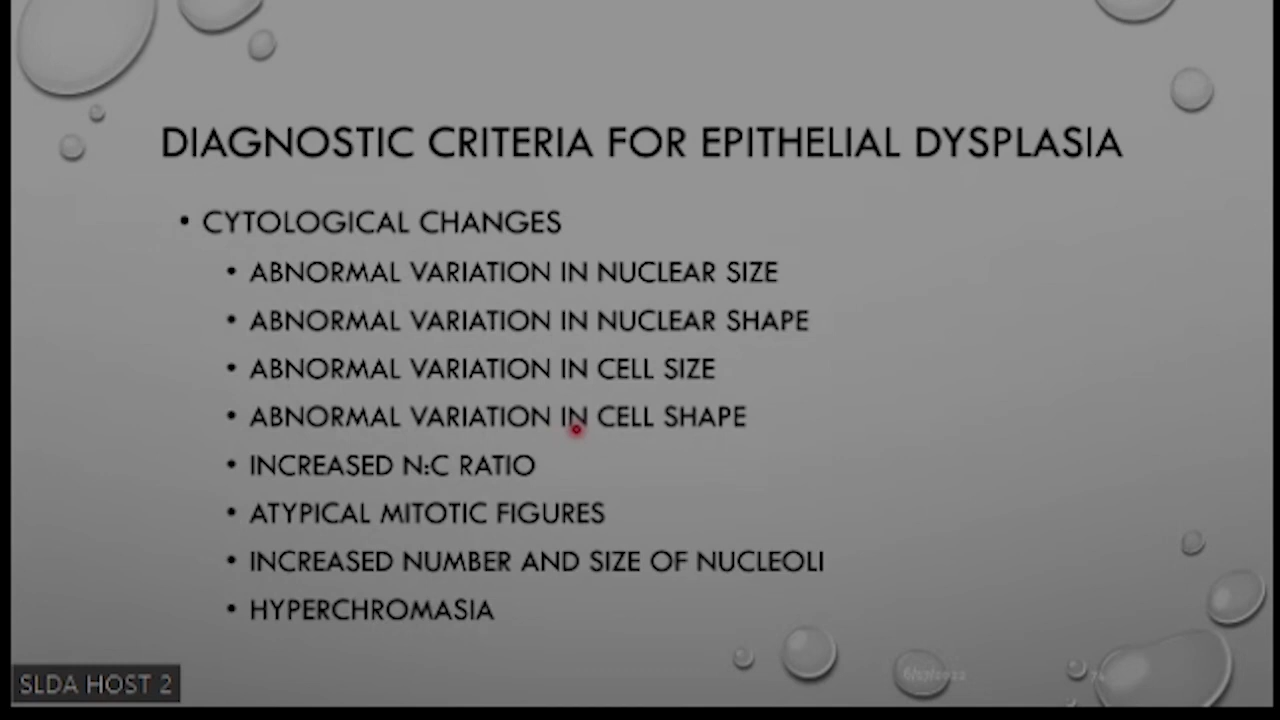 DIAGNOSTIC CRITERIA FOR EPITHELIAL DYSPLASIA
• CYTOLOGICAL CHANGES
• ABNORMAL VARIATION IN NUCLEAR SIZE
• ABNORMAL VARIATION IN NUCLEAR SHAPE
• ABNORMAL VARIATION IN CELL SIZE
• ABNORMAL VARIATION IN CELL SHAPE
• INCREASED N:C RATIO
• ATYPICAL MITOTIC FIGURES
• INCREASED NUMBER AND SIZE OF NUCLEOLI
• HYPERCHROMASIA
SLDA HOST 2